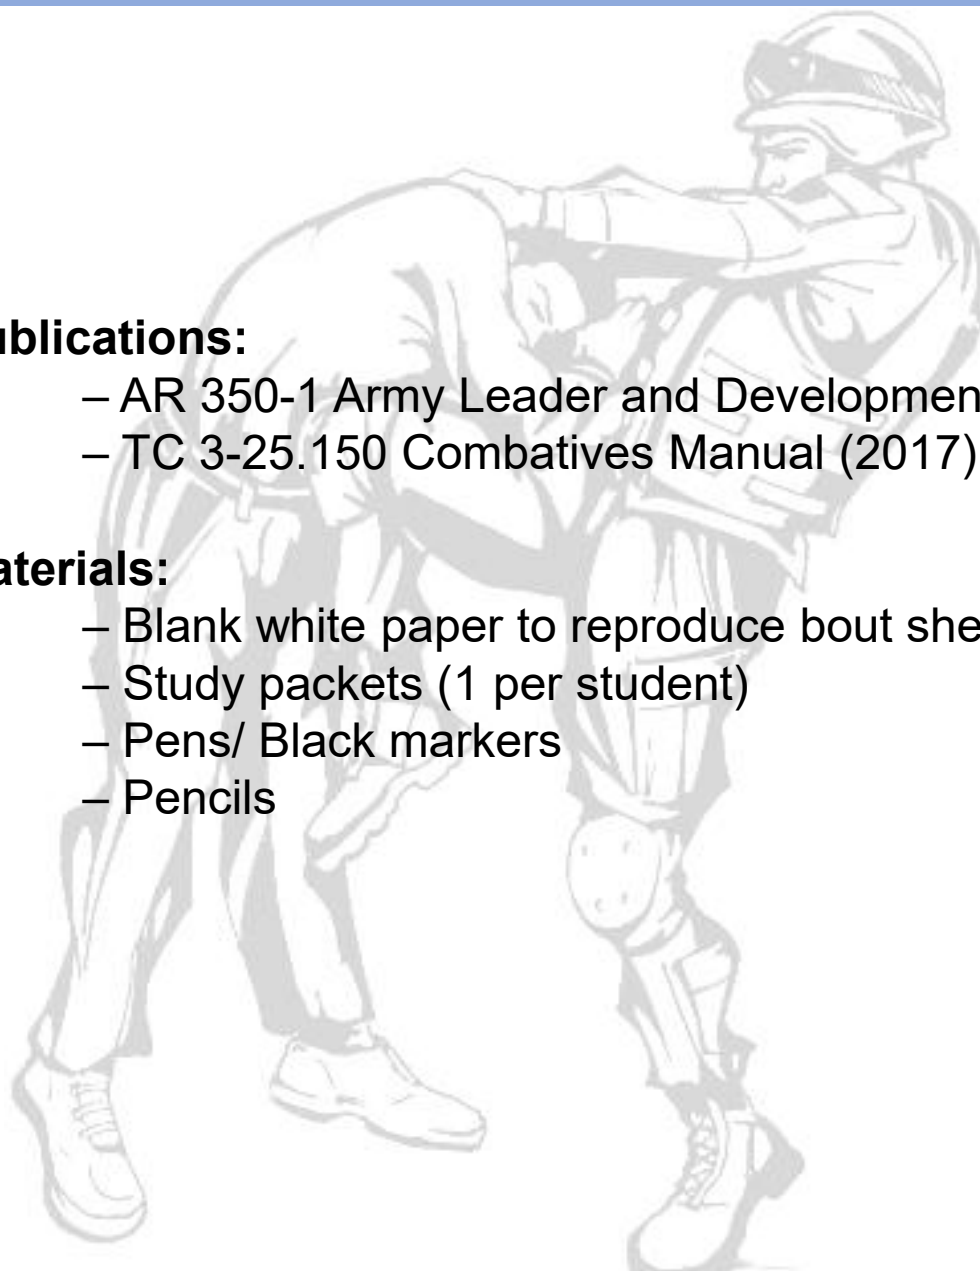 ublications:
– AR 350-1 Army Leader and Developmen
– TC 3-25.150 Combatives Manual (2017)
aterials:
– Blank white paper to reproduce bout she
– Study packets (1 per student)
– Pens/ Black markers
– Pencils